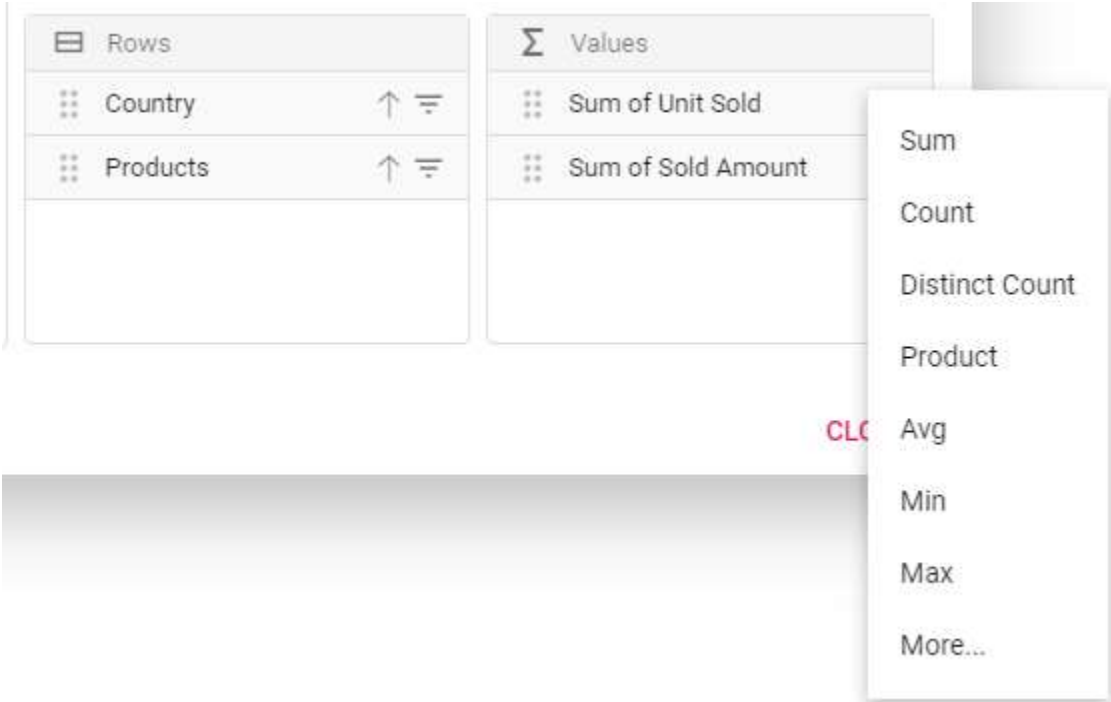 Rows
Country
Products
Σ Values
Sum of Unit Sold
Sum of Sold Amount
Sum
Count
Distinct Count
Product
Avg
Min
Max
More...